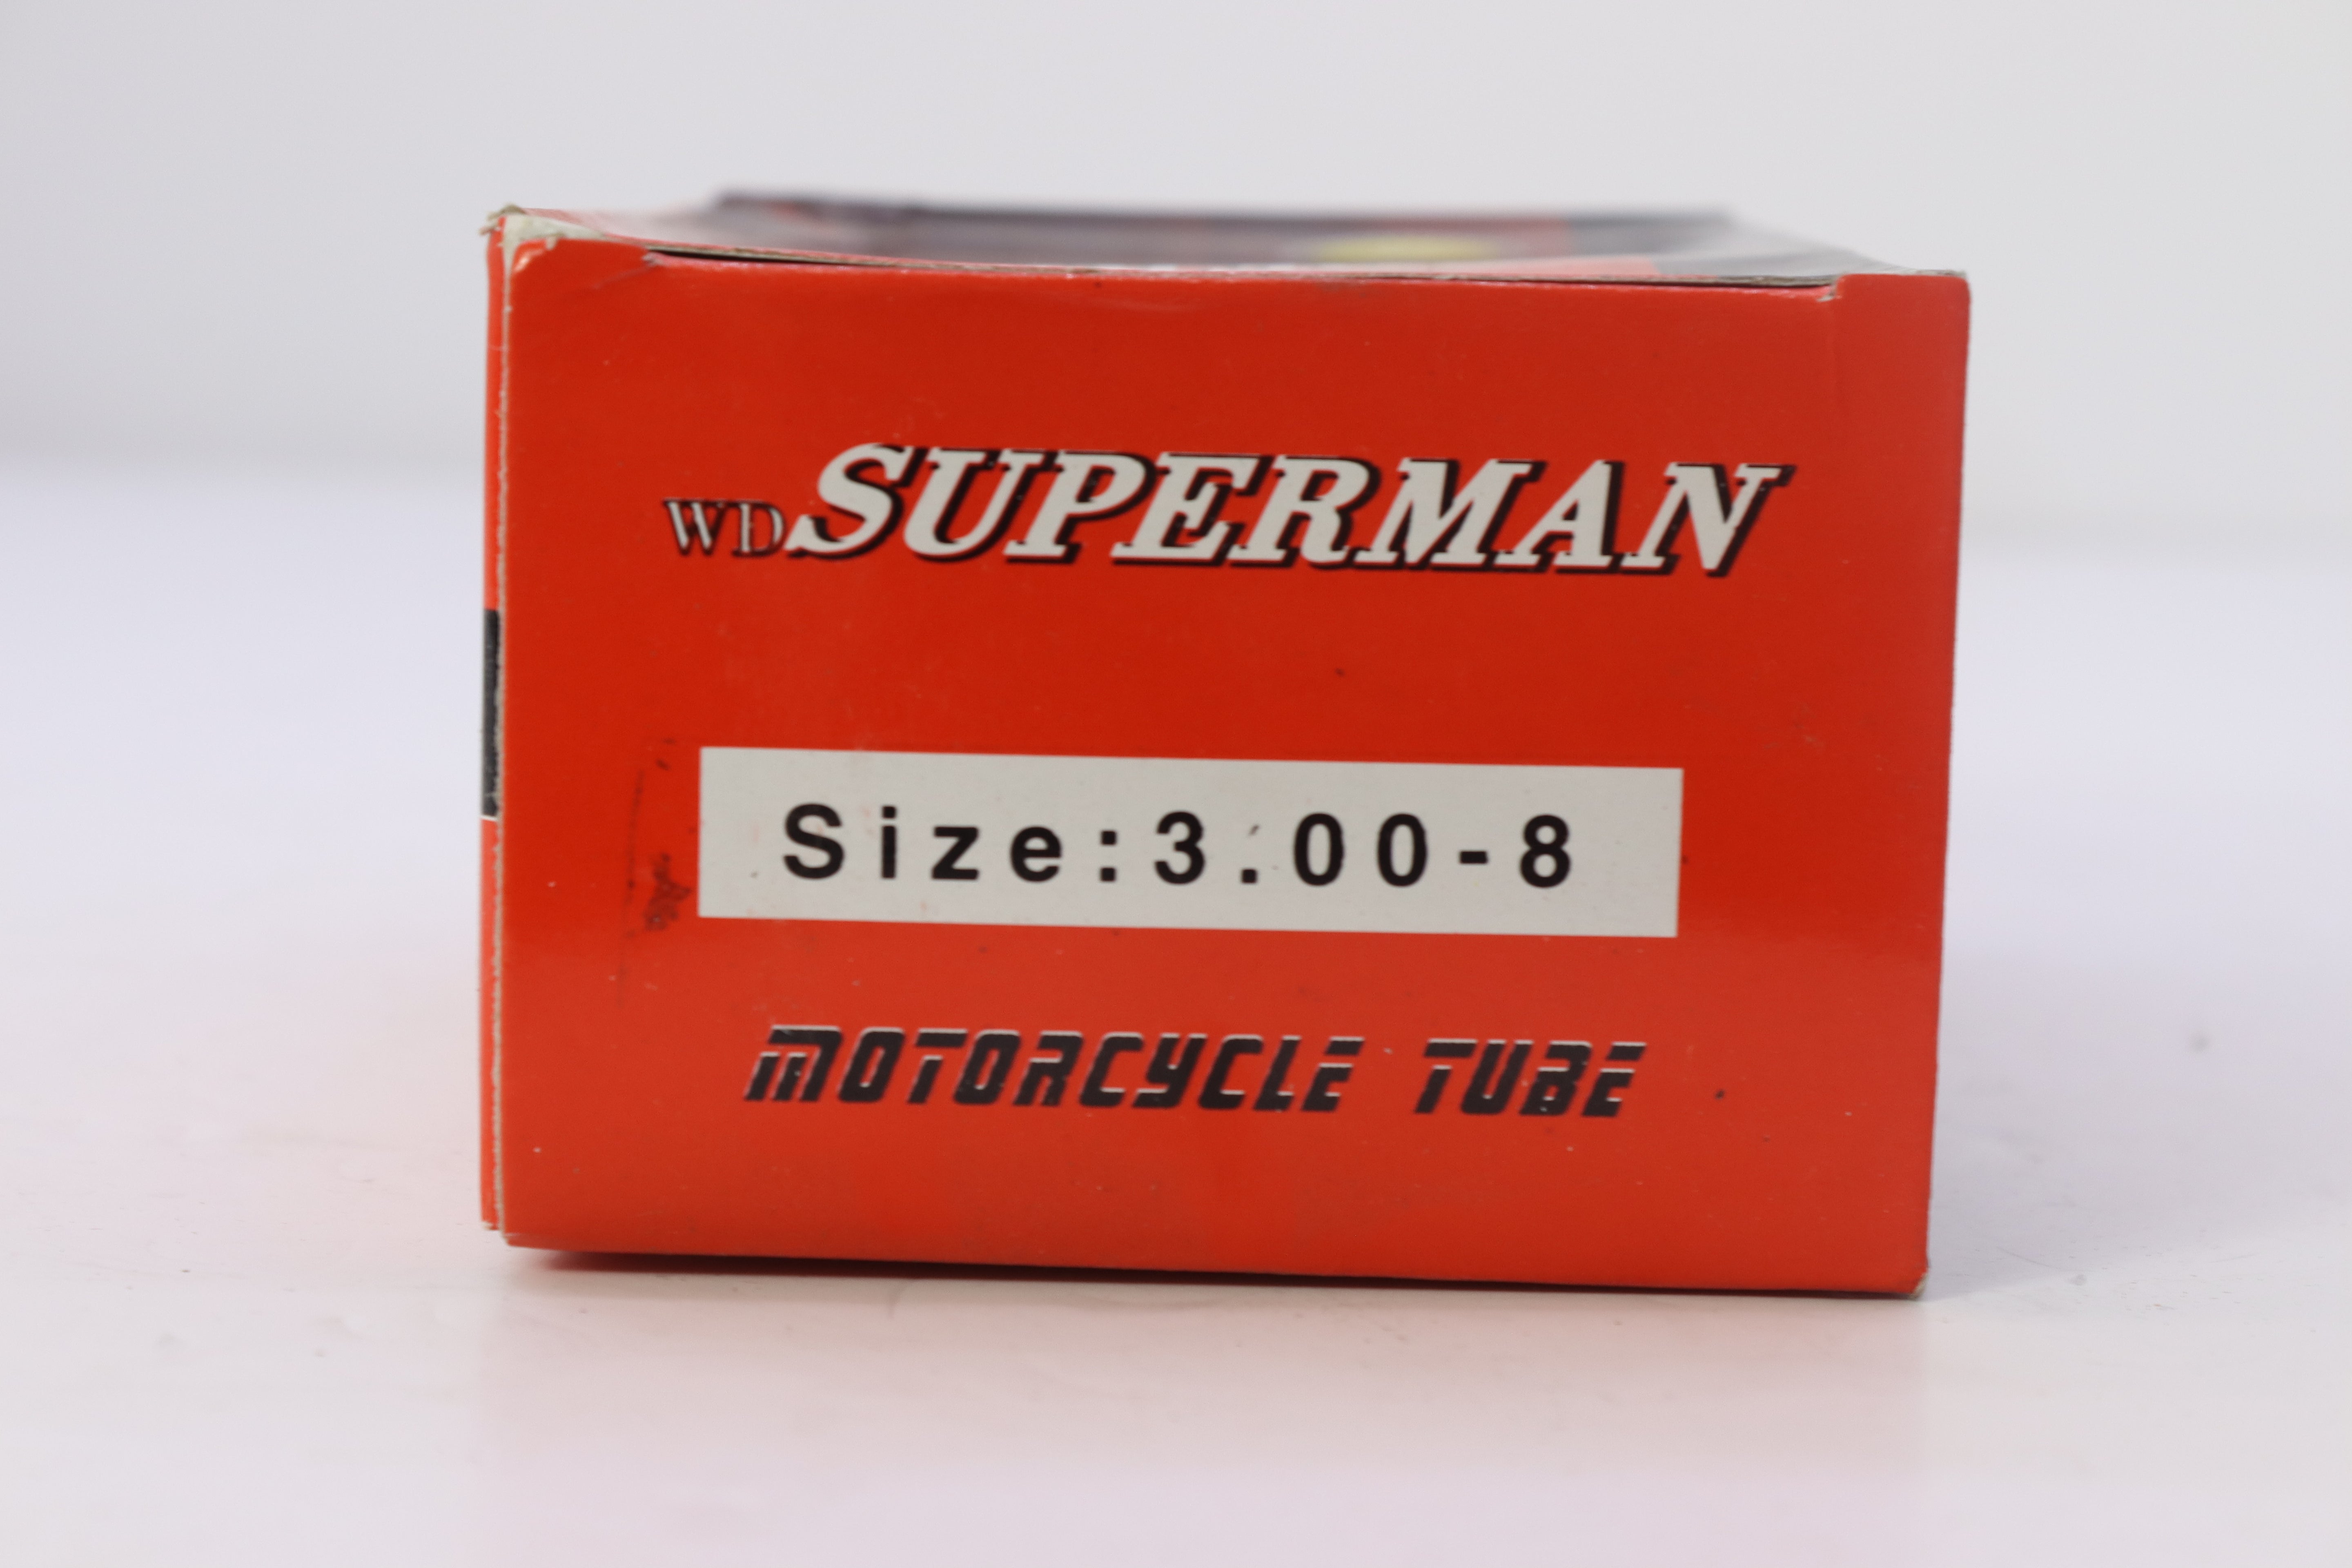 WD SUPERMAN
Size:3.00-8
MOTORCYCLE TUBE